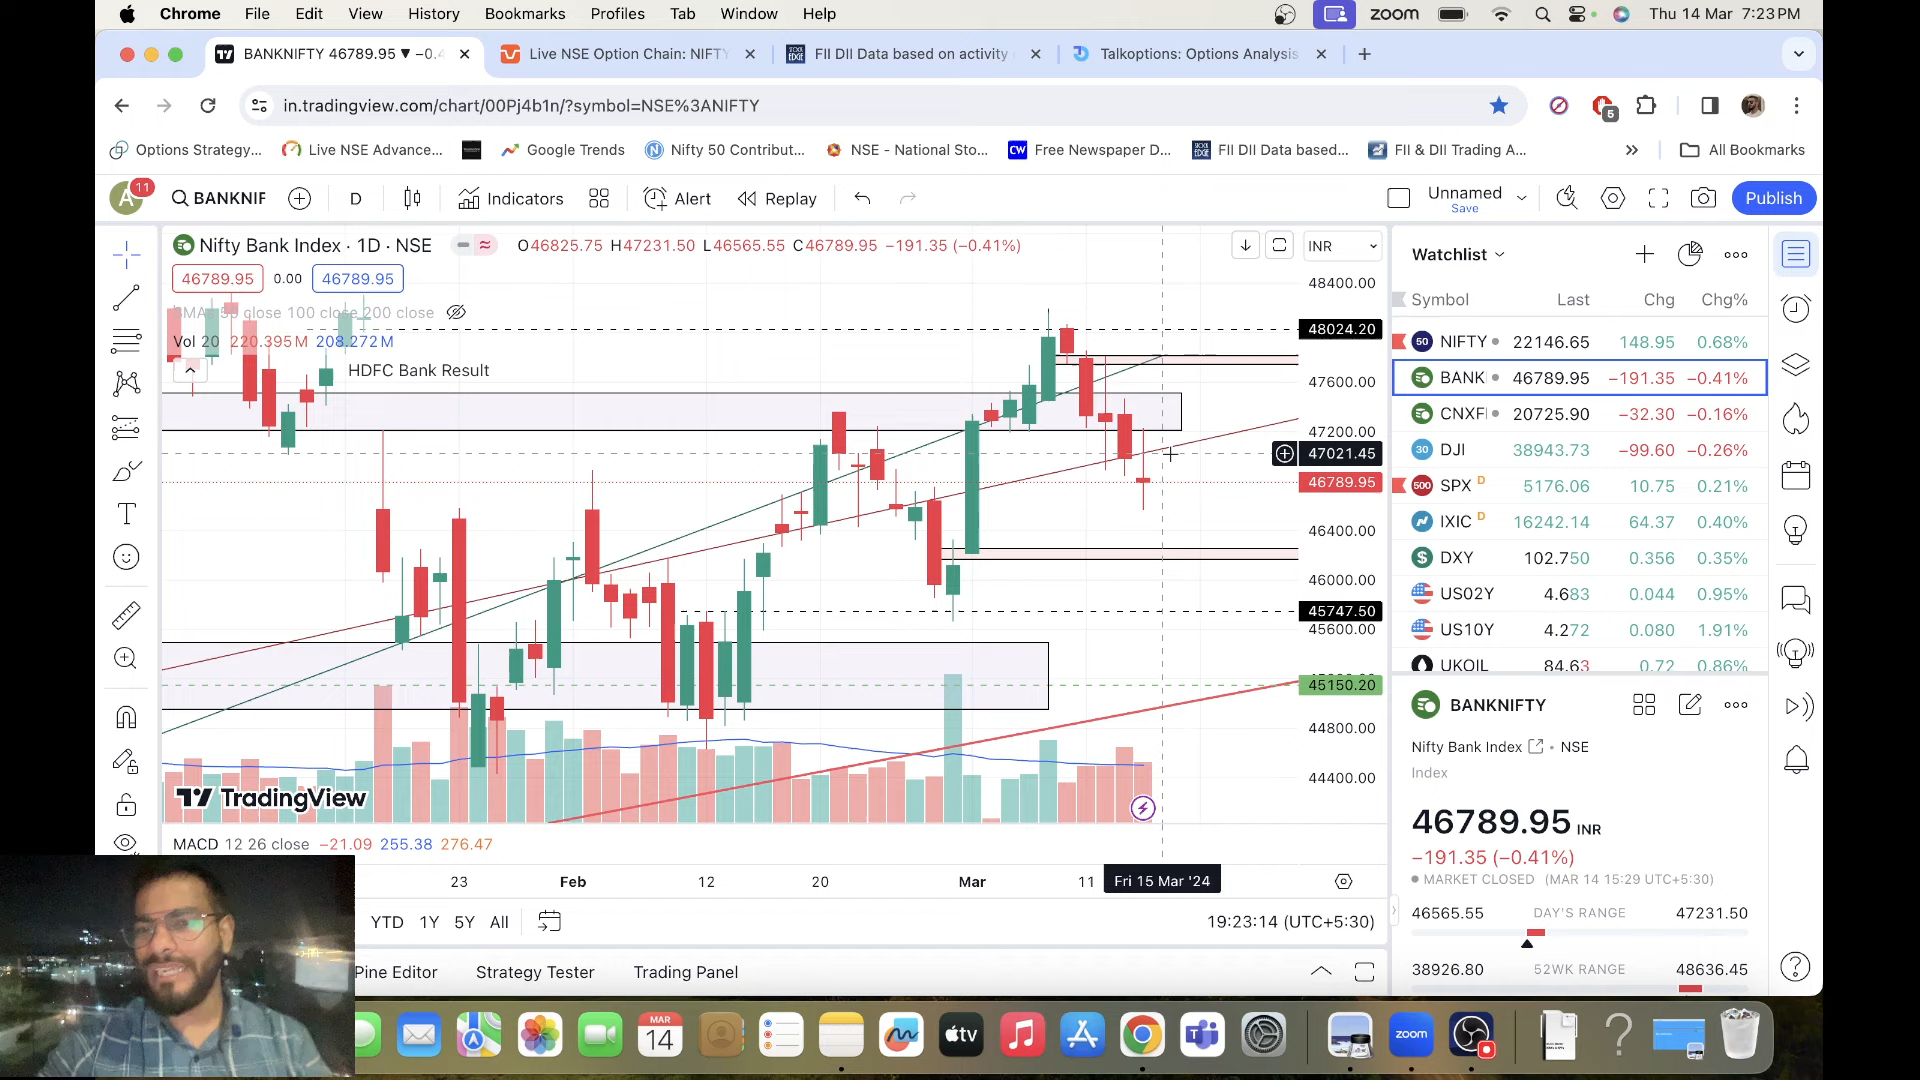 Chrome File Edit View History Bookmarks Profiles Tab Window Help zoom Thu 14 Mar 7:23 PM
BANKNIFTY 46789.95 ▼ −0.4 Live NSE Option Chain: NIFTY FII DII Data based on activity Talkoptions: Options Analysis
in.tradingview.com/chart/00Pj4b1n/?symbol=NSE%3ANIFTY 5
Options Strategy... Live NSE Advance... Google Trends Nifty 50 Contribut... NSE - National Sto... CW Free Newspaper D... FII DII Data based... FII & DII Trading A... » All Bookmarks
A 11 BANKNIF D Indicators Alert Replay Unnamed Save Publish
Nifty Bank Index · 1D · NSE O46825.75 H47231.50 L46565.55 C46789.95 −191.35 (−0.41%) INR
46789.95 0.00 46789.95
close 100 close 200 close
Vol 20 220.395M 208.272M
HDFC Bank Result
48400.00
48024.20
47600.00
47200.00
47021.45
46789.95
46400.00
46000.00
45747.50
45600.00
45150.20
44800.00
44400.00
TradingView
MACD 12 26 close −21.09 255.38 276.47
23 Feb 12 20 Mar 11 Fri 15 Mar '24
YTD 1Y 5Y All 19:23:14 (UTC+5:30)
Pine Editor Strategy Tester Trading Panel
Watchlist
Symbol Last Chg Chg%
50 NIFTY 22146.65 148.95 0.68%
BANK 46789.95 −191.35 −0.41%
CNXFI 20725.90 −32.30 −0.16%
30 DJI 38943.73 −99.60 −0.26%
500 SPX D 5176.06 10.75 0.21%
IXIC D 16242.14 64.37 0.40%
$ DXY 102.750 0.356 0.35%
US02Y 4.683 0.044 0.95%
US10Y 4.272 0.080 1.91%
UKOIL 84.63 0.72 0.86%
BANKNIFTY
Nifty Bank Index · NSE
Index
46789.95 INR
−191.35 (−0.41%)
MARKET CLOSED (MAR 14 15:29 UTC+5:30)
46565.55 DAY'S RANGE 47231.50
38926.80 52WK RANGE 48636.45
MAR
14
tv
zoom